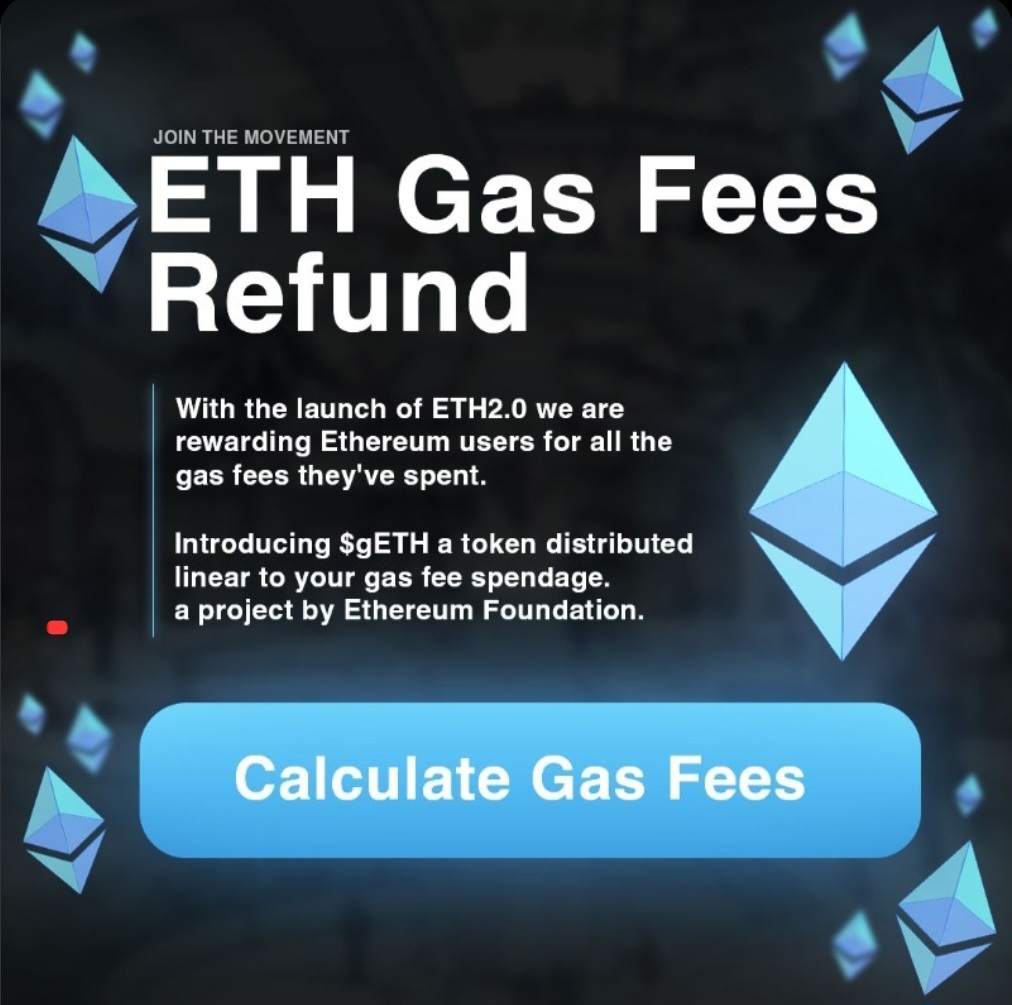 JOIN THE MOVEMENT
ETH Gas Fees
Refund
With the launch of ETH2.0 we are
rewarding Ethereum users for all the
gas fees they've spent.
Introducing $gETH a token distributed
linear to your gas fee spendage.
a project by Ethereum Foundation.
Calculate Gas Fees